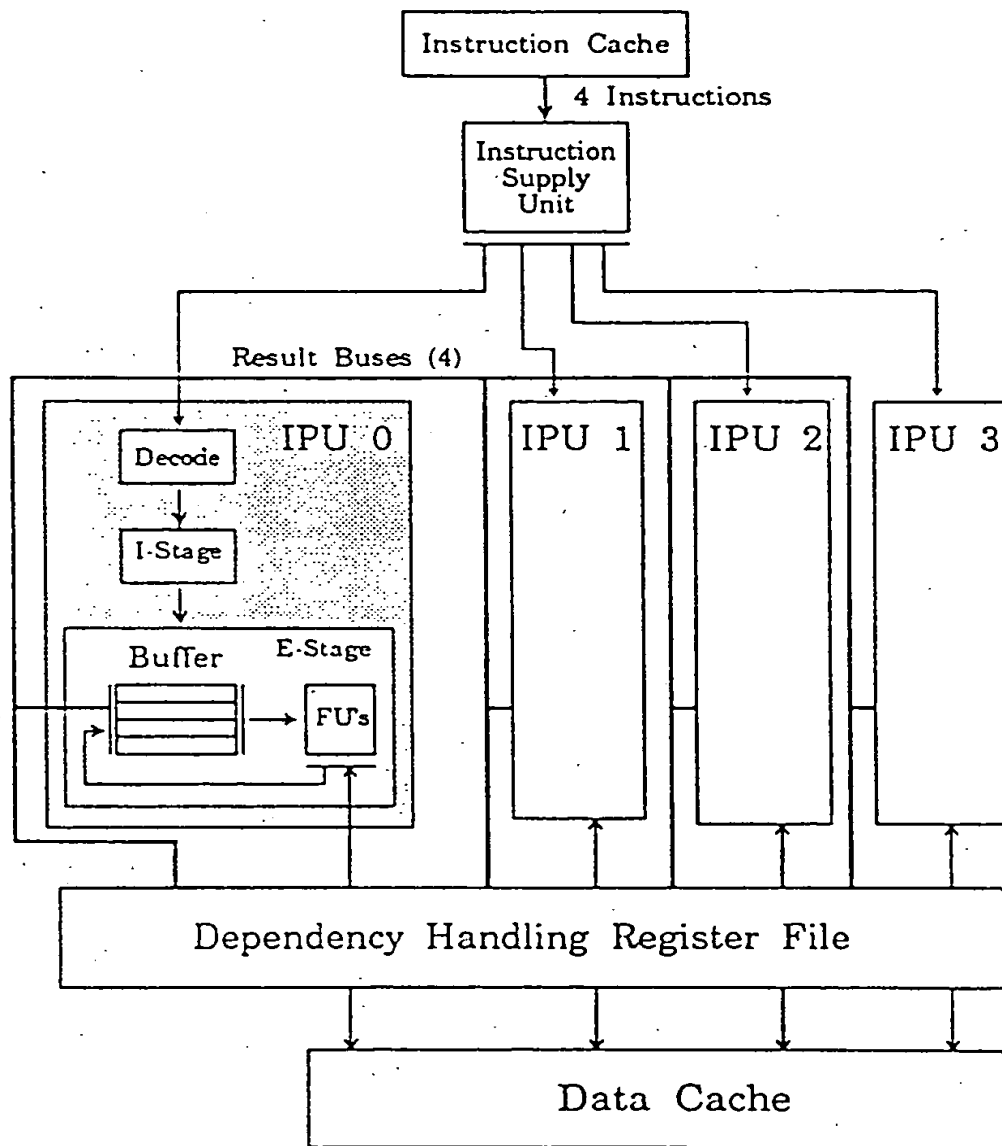 Instruction Cache
4 Instructions
Instruction
Supply
Unit
Result Buses (4)
IPU 0
IPU 1
IPU 2
IPU 3
Decode
I-Stage
E-Stage
Buffer
FU's
Dependency Handling Register File
Data Cache